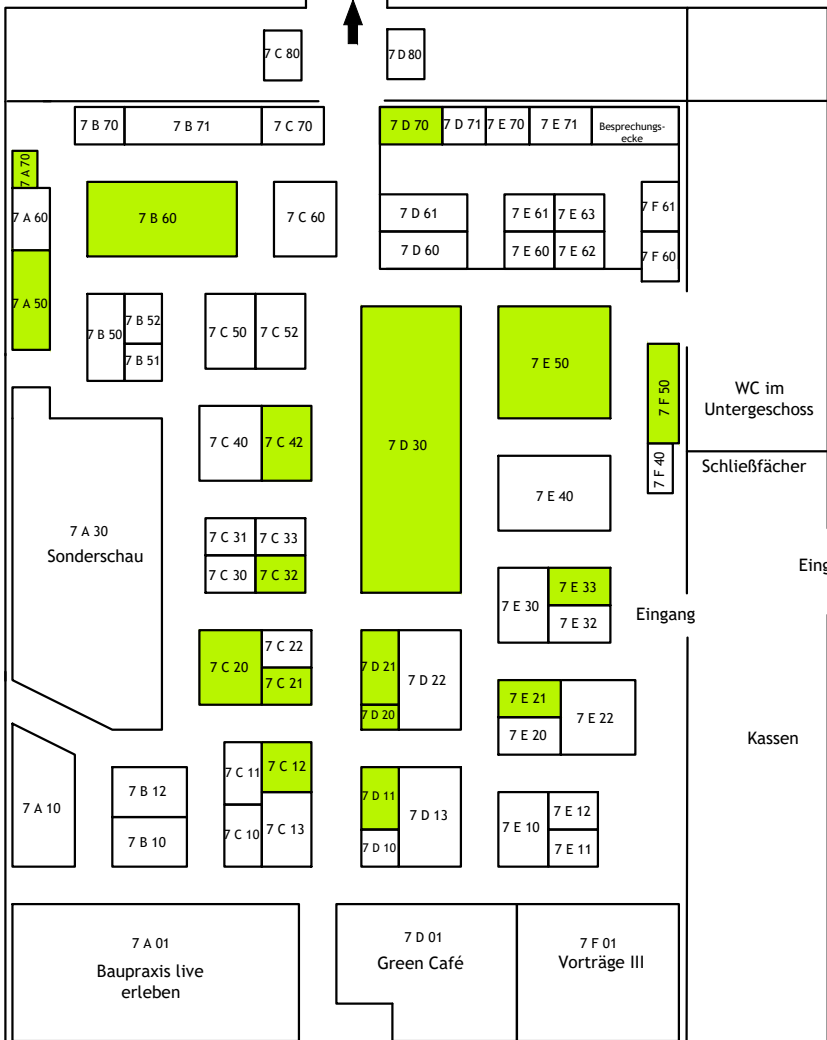 7 C 80
7 D 80
7 B 70
7 B 71
7 C 70
7 D 70
7 D 71
7 E 70
7 E 71
Besprechungs-
ecke
7 A 70
7 A 60
7 B 60
7 C 60
7 D 61
7 E 61
7 E 63
7 F 61
7 D 60
7 E 60
7 E 62
7 F 60
7 A 50
7 B 50
7 B 52
7 B 51
7 C 50
7 C 52
7 D 30
7 E 50
7 F 50
WC im
Untergeschoss
7 C 40
7 C 42
7 E 40
7 F 40
Schließfächer
7 A 30
Sonderschau
7 C 31
7 C 33
7 C 30
7 C 32
7 E 30
7 E 33
7 E 32
Eingang
Eing
7 C 20
7 C 22
7 C 21
7 D 21
7 D 20
7 D 22
7 E 21
7 E 20
7 E 22
Kassen
7 A 10
7 B 12
7 B 10
7 C 11
7 C 12
7 C 10
7 C 13
7 D 11
7 D 10
7 D 13
7 E 10
7 E 12
7 E 11
7 A 01
Baupraxis live
erleben
7 D 01
Green Café
7 F 01
Vorträge III